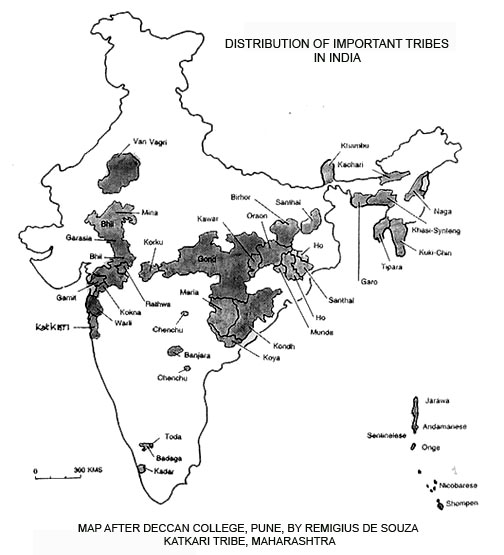 DISTRIBUTION OF IMPORTANT TRIBES
IN INDIA
Van Vagri
Khambu
Kachari
Birhor
Santhal
Mina
Bhil
Garasia
Kawar
Oraon
Naga
Khasi-Synteng
Korku
Ho
Bhil
Gond
Tipara
Kuki-Chin
Garo
Gamit
Rathwa
Maria
Santhal
Kokna
Ho
Warli
Munda
KATKARI
Chenchu
Kondh
Koya
Banjara
Chenchu
Jarawa
Andamanese
Toda
Sentinelese
Onge
Badaga
Kadar
0
300 KMS
Nicobarese
Shompen
MAP AFTER DECCAN COLLEGE, PUNE, BY REMIGIUS DE SOUZA
KATKARI TRIBE, MAHARASHTRA